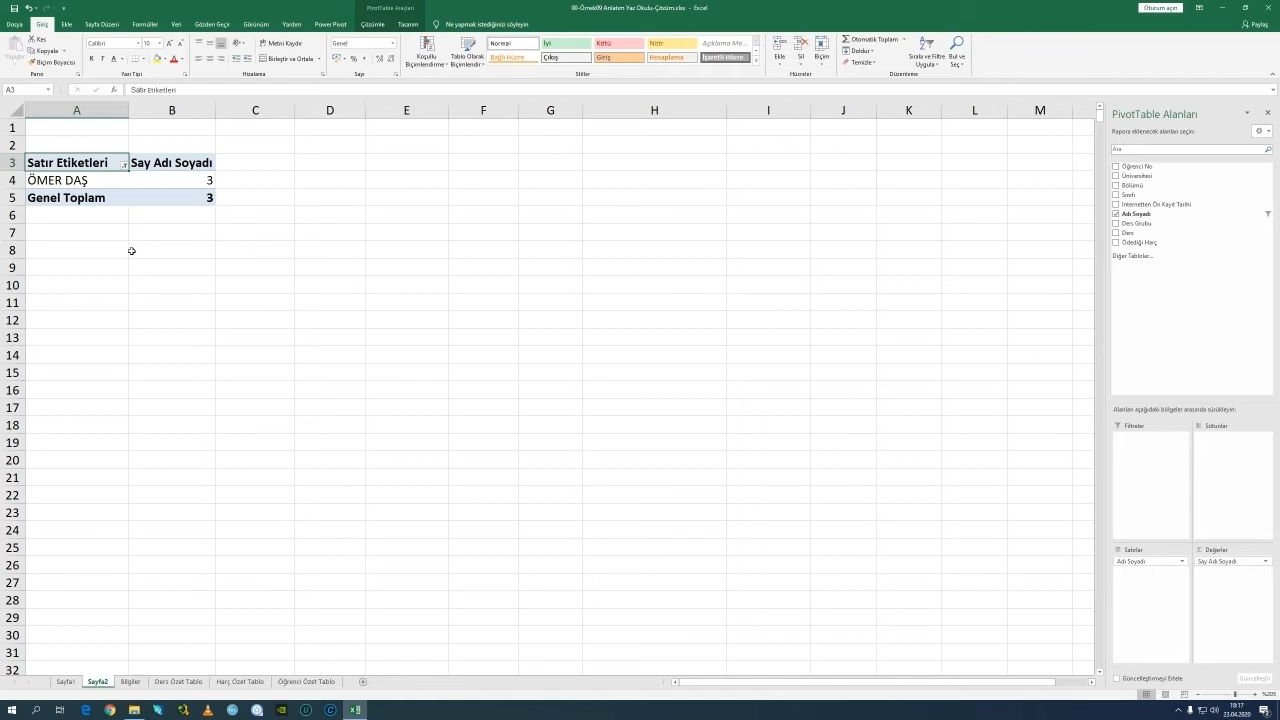 PivotTable Araçları
00-Örnek09 Anlatım Yaz Okulu-Çözüm.xlsx - Excel
Oturum açın
Dosya Giriş Ekle Sayfa Düzeni Formüller Veri Gözden Geçir Görünüm Yardım Power Pivot Çözümle Tasarım Ne yapmak istediğinizi söyleyin Paylaş
Kes
Kopyala
Yapıştır
Biçim Boyacısı
Calibri 10
Metni Kaydır
Birleştir ve Ortala
Genel
Koşullu Biçimlendirme
Tablo Olarak Biçimlendir
Normal İyi Kötü Nötr Açıklama Me...
Bağlı Hücre Çıkış Giriş Hesaplama İşaretli Hücre
Ekle Sil Biçim
Otomatik Toplam
Doldur
Temizle
Sırala ve Filtre Uygula
Bul ve Seç
Pano Yazı Tipi Hizalama Sayı Stiller Hücreler Düzenleme
A3 Satır Etiketleri
A B C D E F G H I J K L M
1
2
3 Satır Etiketleri Say Adı Soyadı
4 ÖMER DAŞ 3
5 Genel Toplam 3
6
7
8
9
10
11
12
13
14
15
16
17
18
19
20
21
22
23
24
25
26
27
28
29
30
31
32
PivotTable Alanları
Rapora eklenecek alanları seçin:
Ara
Öğrenci No
Üniversitesi
Bölümü
Sınıfı
İnternetten Ön Kayıt Tarihi
Adı Soyadı
Ders Grubu
Ders
Ödediği Harç
Diğer Tablolar...
Alanları aşağıdaki bölgeler arasında sürükleyin:
Filtreler Sütunlar
Satırlar Değerler
Adı Soyadı Say Adı Soyadı
Güncelleştirmeyi Ertele Güncelleştir
Sayfa1 Sayfa2 Bilgiler Ders Özet Tablo Harç Özet Tablo Öğrenci Özet Tablo
%205
18:17
23.04.2020